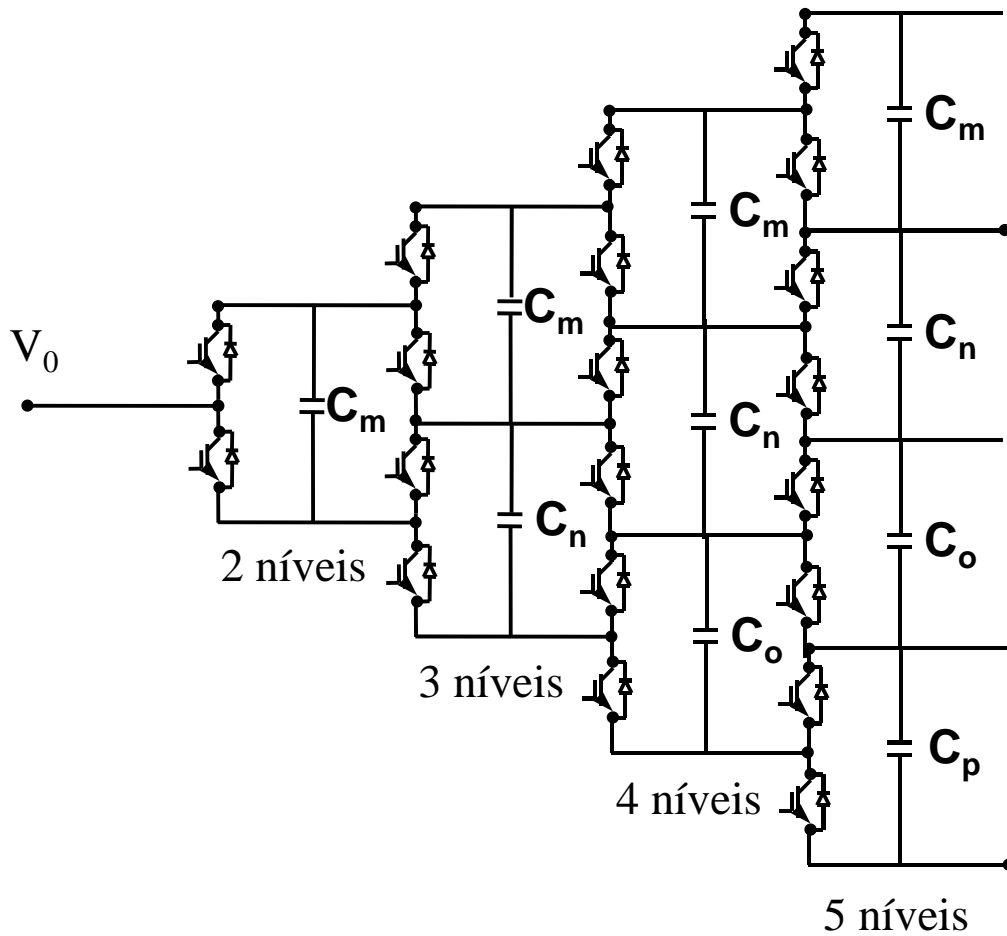 C_m
C_m
C_m
C_n
V_0
C_m
C_n
C_n
C_o
2 níveis
C_o
3 níveis
C_p
4 níveis
5 níveis